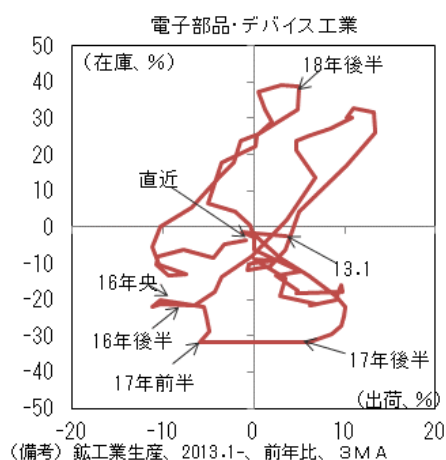 電子部品・デバイス工業
50
(在庫、%)
18年後半
40
30
20
直近
10
0
13.1
-10
16年央
-20
16年後半
-30
17年後半
17年前半
-40
(出荷、%)
-50
-20 -10 0 10 20
(備考) 鉱工業生産、2013.1-、前年比、3MA